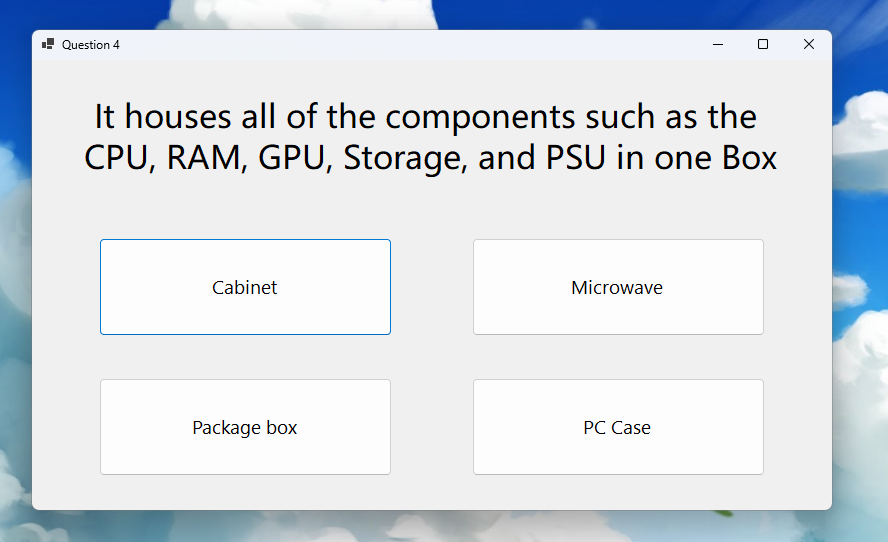 Question 4
It houses all of the components such as the
CPU, RAM, GPU, Storage, and PSU in one Box
Cabinet
Microwave
Package box
PC Case